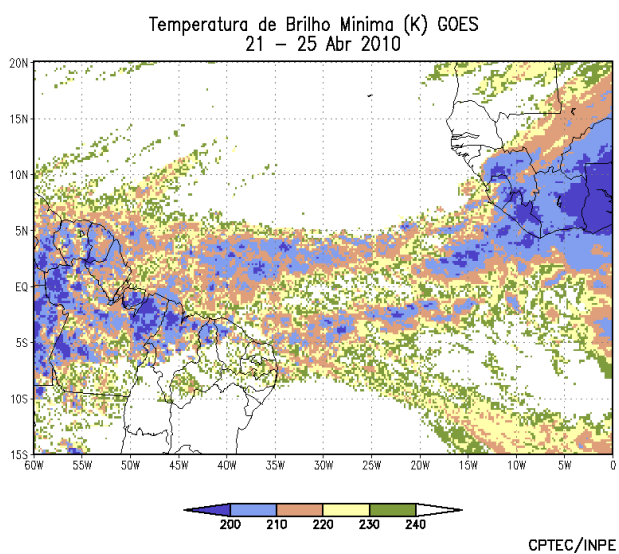 Temperatura de Brilho Minima (K) GOES
21 – 25 Abr 2010
20N
15N
10N
5N
EQ
5S
10S
15S
60W 55W 50W 45W 40W 35W 30W 25W 20W 15W 10W 5W 0
200 210 220 230 240
CPTEC/INPE